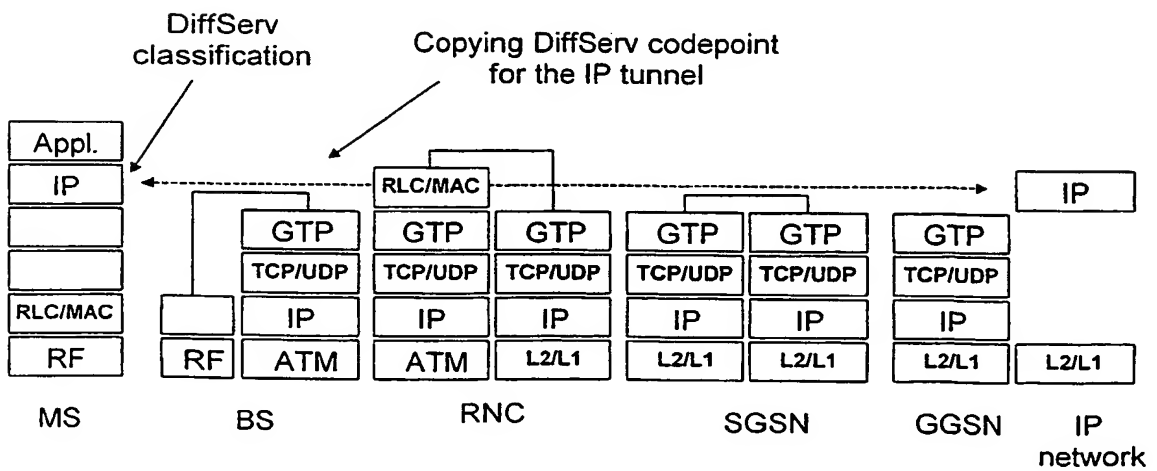 DiffServ
classification
Copying DiffServ codepoint
for the IP tunnel
Appl.
IP
RLC/MAC
IP
GTP
GTP
GTP
GTP
GTP
GTP
TCP/UDP
TCP/UDP
TCP/UDP
TCP/UDP
TCP/UDP
TCP/UDP
RLC/MAC
IP
IP
IP
IP
IP
IP
RF
RF
ATM
ATM
L2/L1
L2/L1
L2/L1
L2/L1
L2/L1
MS
BS
RNC
SGSN
GGSN
IP
network